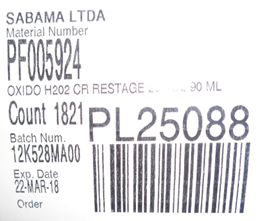 SABAMA LTDA
Material Number
PF005924
OXIDO H202 CR RESTAGE 90 ML
Count 1821
PL25088
Batch Num.
12K528MA00
Exp. Date
22-MAR-18
Order